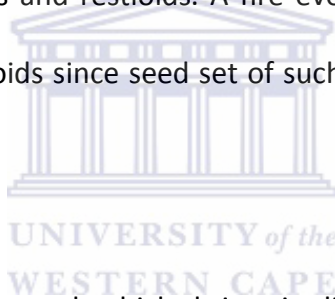 s and restioids. A fire eve
oids since seed set of such
UNIVERSITY of the
WESTERN CAPE